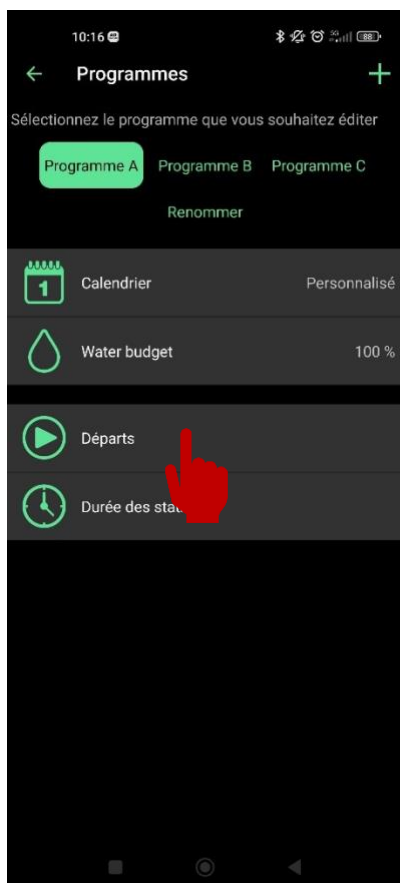 10:16
88
Programmes
Sélectionnez le programme que vous souhaitez éditer
Programme A Programme B Programme C
Renommer
1 Calendrier Personnalisé
Water budget 100 %
Départs
Durée des